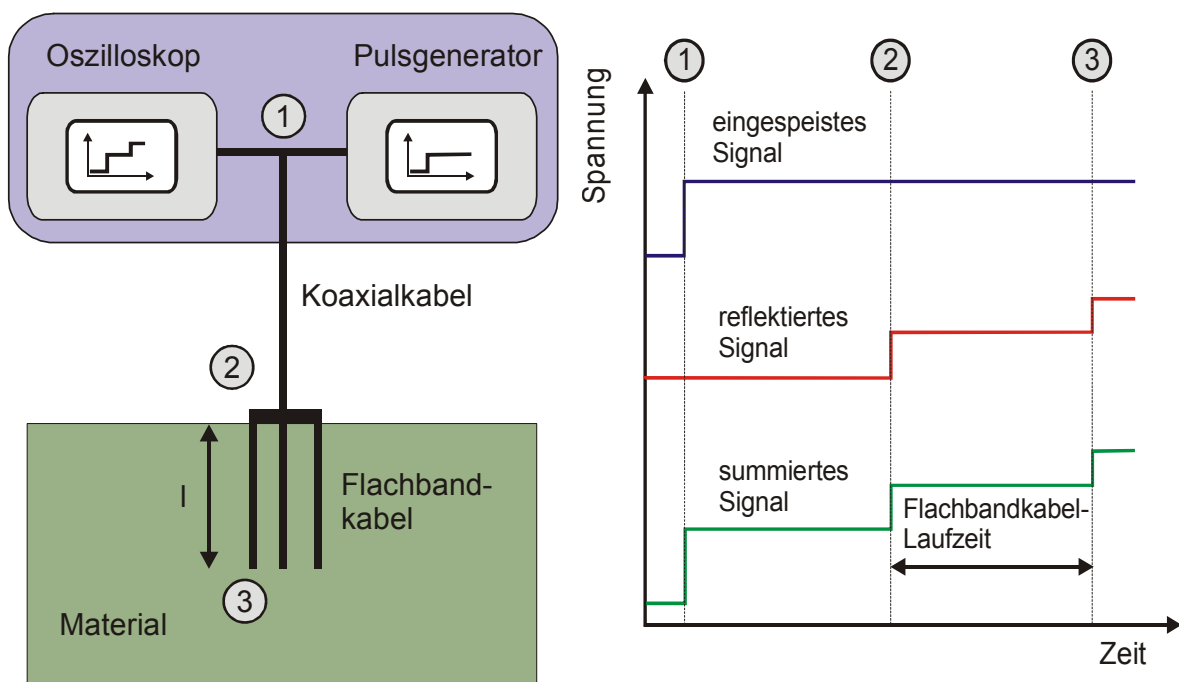 Oszilloskop
Pulsgenerator
1
Koaxialkabel
2
l
Flachband-
kabel
3
Material
1
2
3
Spannung
eingespeistes
Signal
reflektiertes
Signal
summiertes
Signal
Flachbandkabel-
Laufzeit
Zeit